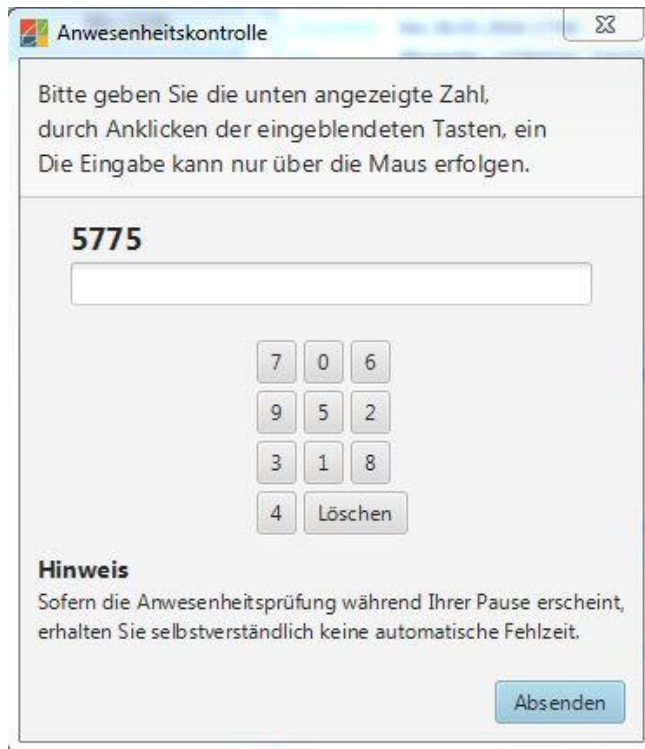 Anwesenheitskontrolle
Bitte geben Sie die unten angezeigte Zahl,
durch Anklicken der eingeblendeten Tasten, ein
Die Eingabe kann nur über die Maus erfolgen.
5775
7 0 6
9 5 2
3 1 8
4 Löschen
Hinweis
Sofern die Anwesenheitsprüfung während Ihrer Pause erscheint,
erhalten Sie selbstverständlich keine automatische Fehlzeit.
Absenden